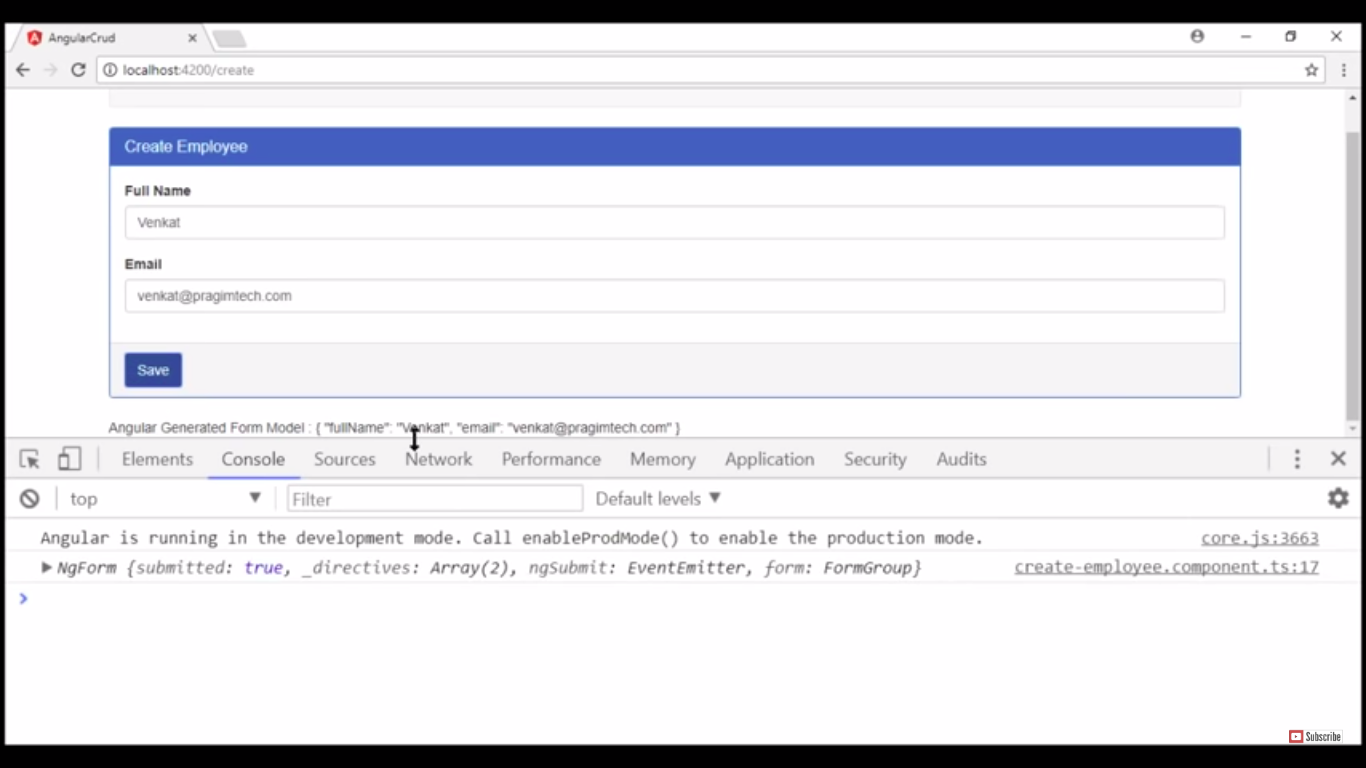 AngularCrud
localhost:4200/create
Create Employee
Full Name
Venkat
Email
venkat@pragimtech.com
Save
Angular Generated Form Model : { "fullName": "Venkat", "email": "venkat@pragimtech.com" }
Elements Console Sources Network Performance Memory Application Security Audits
top Filter Default levels
Angular is running in the development mode. Call enableProdMode() to enable the production mode. core.js:3663
NgForm {submitted: true, _directives: Array(2), ngSubmit: EventEmitter, form: FormGroup} create-employee.component.ts:17
Subscribe